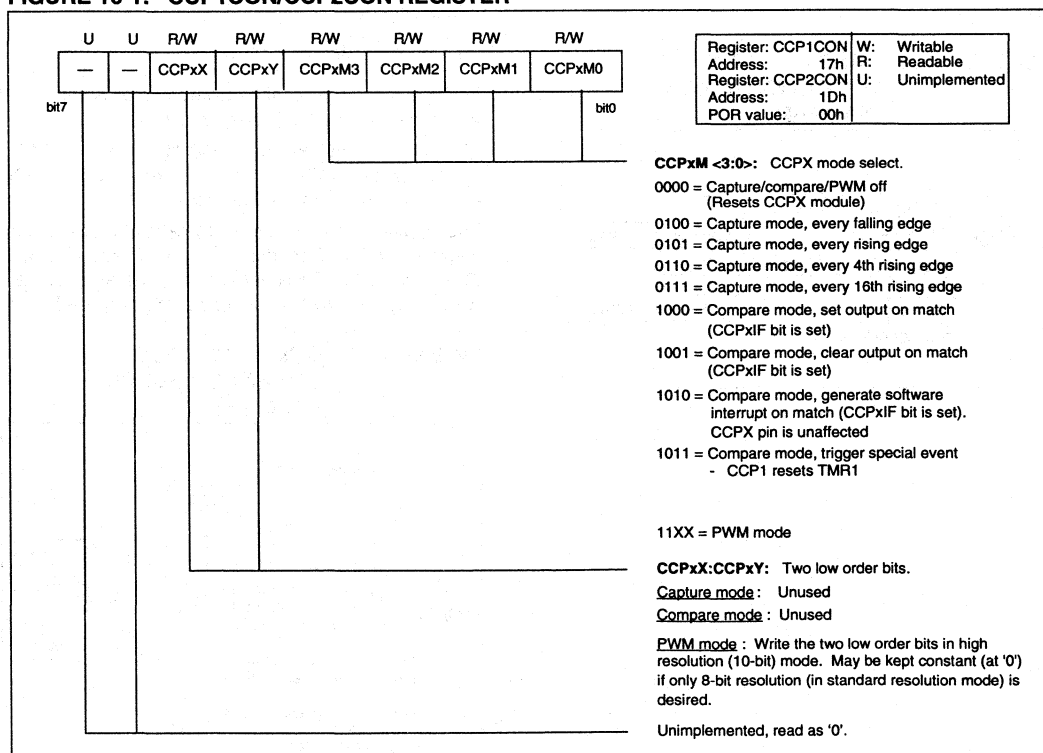 U U R/W R/W R/W R/W R/W R/W
— — CCPxX CCPxY CCPxM3 CCPxM2 CCPxM1 CCPxM0
bit7 bit0
Register: CCP1CON W: Writable
Address: 17h R: Readable
Register: CCP2CON U: Unimplemented
Address: 1Dh
POR value: 00h
CCPxM <3:0>: CCPX mode select.
0000 = Capture/compare/PWM off
(Resets CCPX module)
0100 = Capture mode, every falling edge
0101 = Capture mode, every rising edge
0110 = Capture mode, every 4th rising edge
0111 = Capture mode, every 16th rising edge
1000 = Compare mode, set output on match
(CCPxIF bit is set)
1001 = Compare mode, clear output on match
(CCPxIF bit is set)
1010 = Compare mode, generate software
interrupt on match (CCPxIF bit is set).
CCPX pin is unaffected
1011 = Compare mode, trigger special event
- CCP1 resets TMR1
11XX = PWM mode
CCPxX:CCPxY: Two low order bits.
Capture mode : Unused
Compare mode : Unused
PWM mode : Write the two low order bits in high
resolution (10-bit) mode. May be kept constant (at '0')
if only 8-bit resolution (in standard resolution mode) is
desired.
Unimplemented, read as '0'.